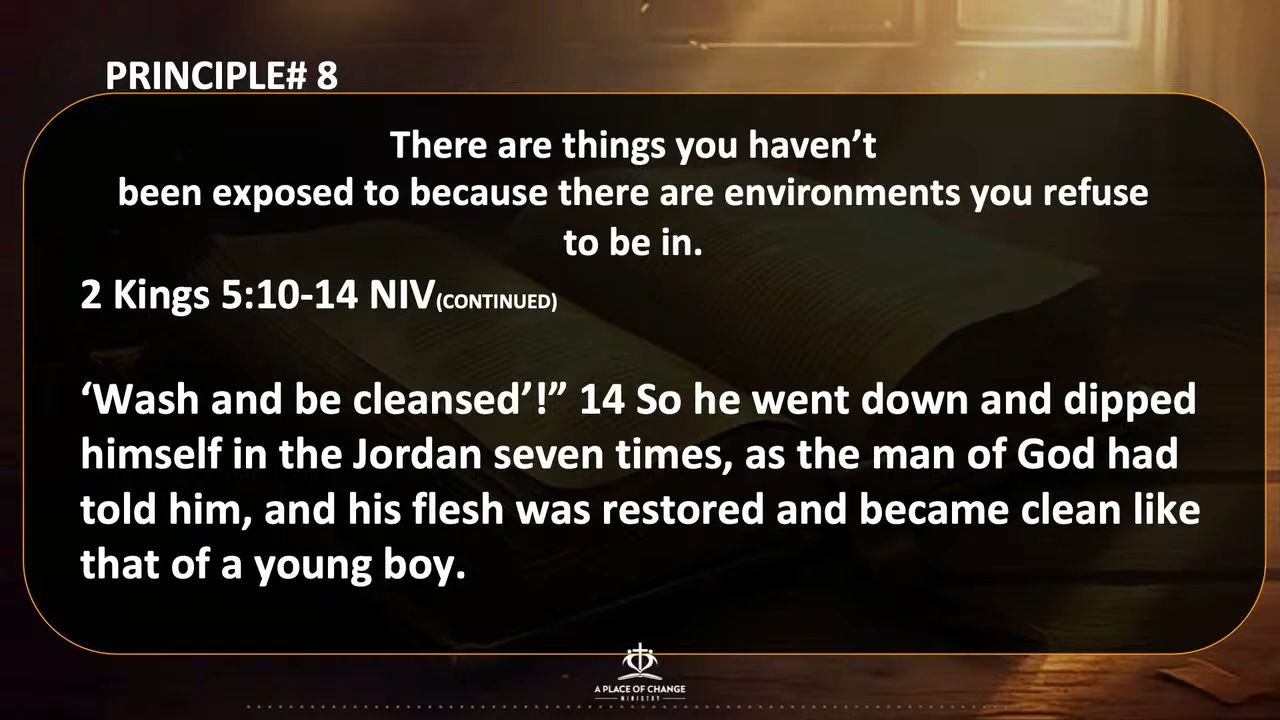 PRINCIPLE# 8
There are things you haven’t
been exposed to because there are environments you refuse
to be in.
2 Kings 5:10-14 NIV(CONTINUED)
‘Wash and be cleansed’!” 14 So he went down and dipped
himself in the Jordan seven times, as the man of God had
told him, and his flesh was restored and became clean like
that of a young boy.
A PLACE OF CHANGE
MINISTRY